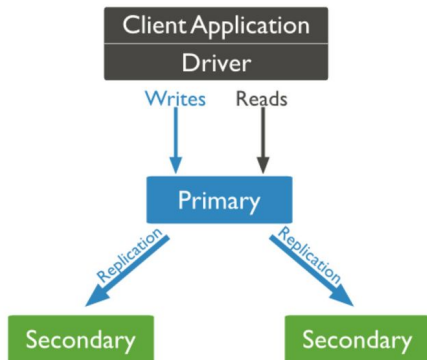 Client Application
Driver
Writes Reads
Primary
Replication Replication
Secondary Secondary